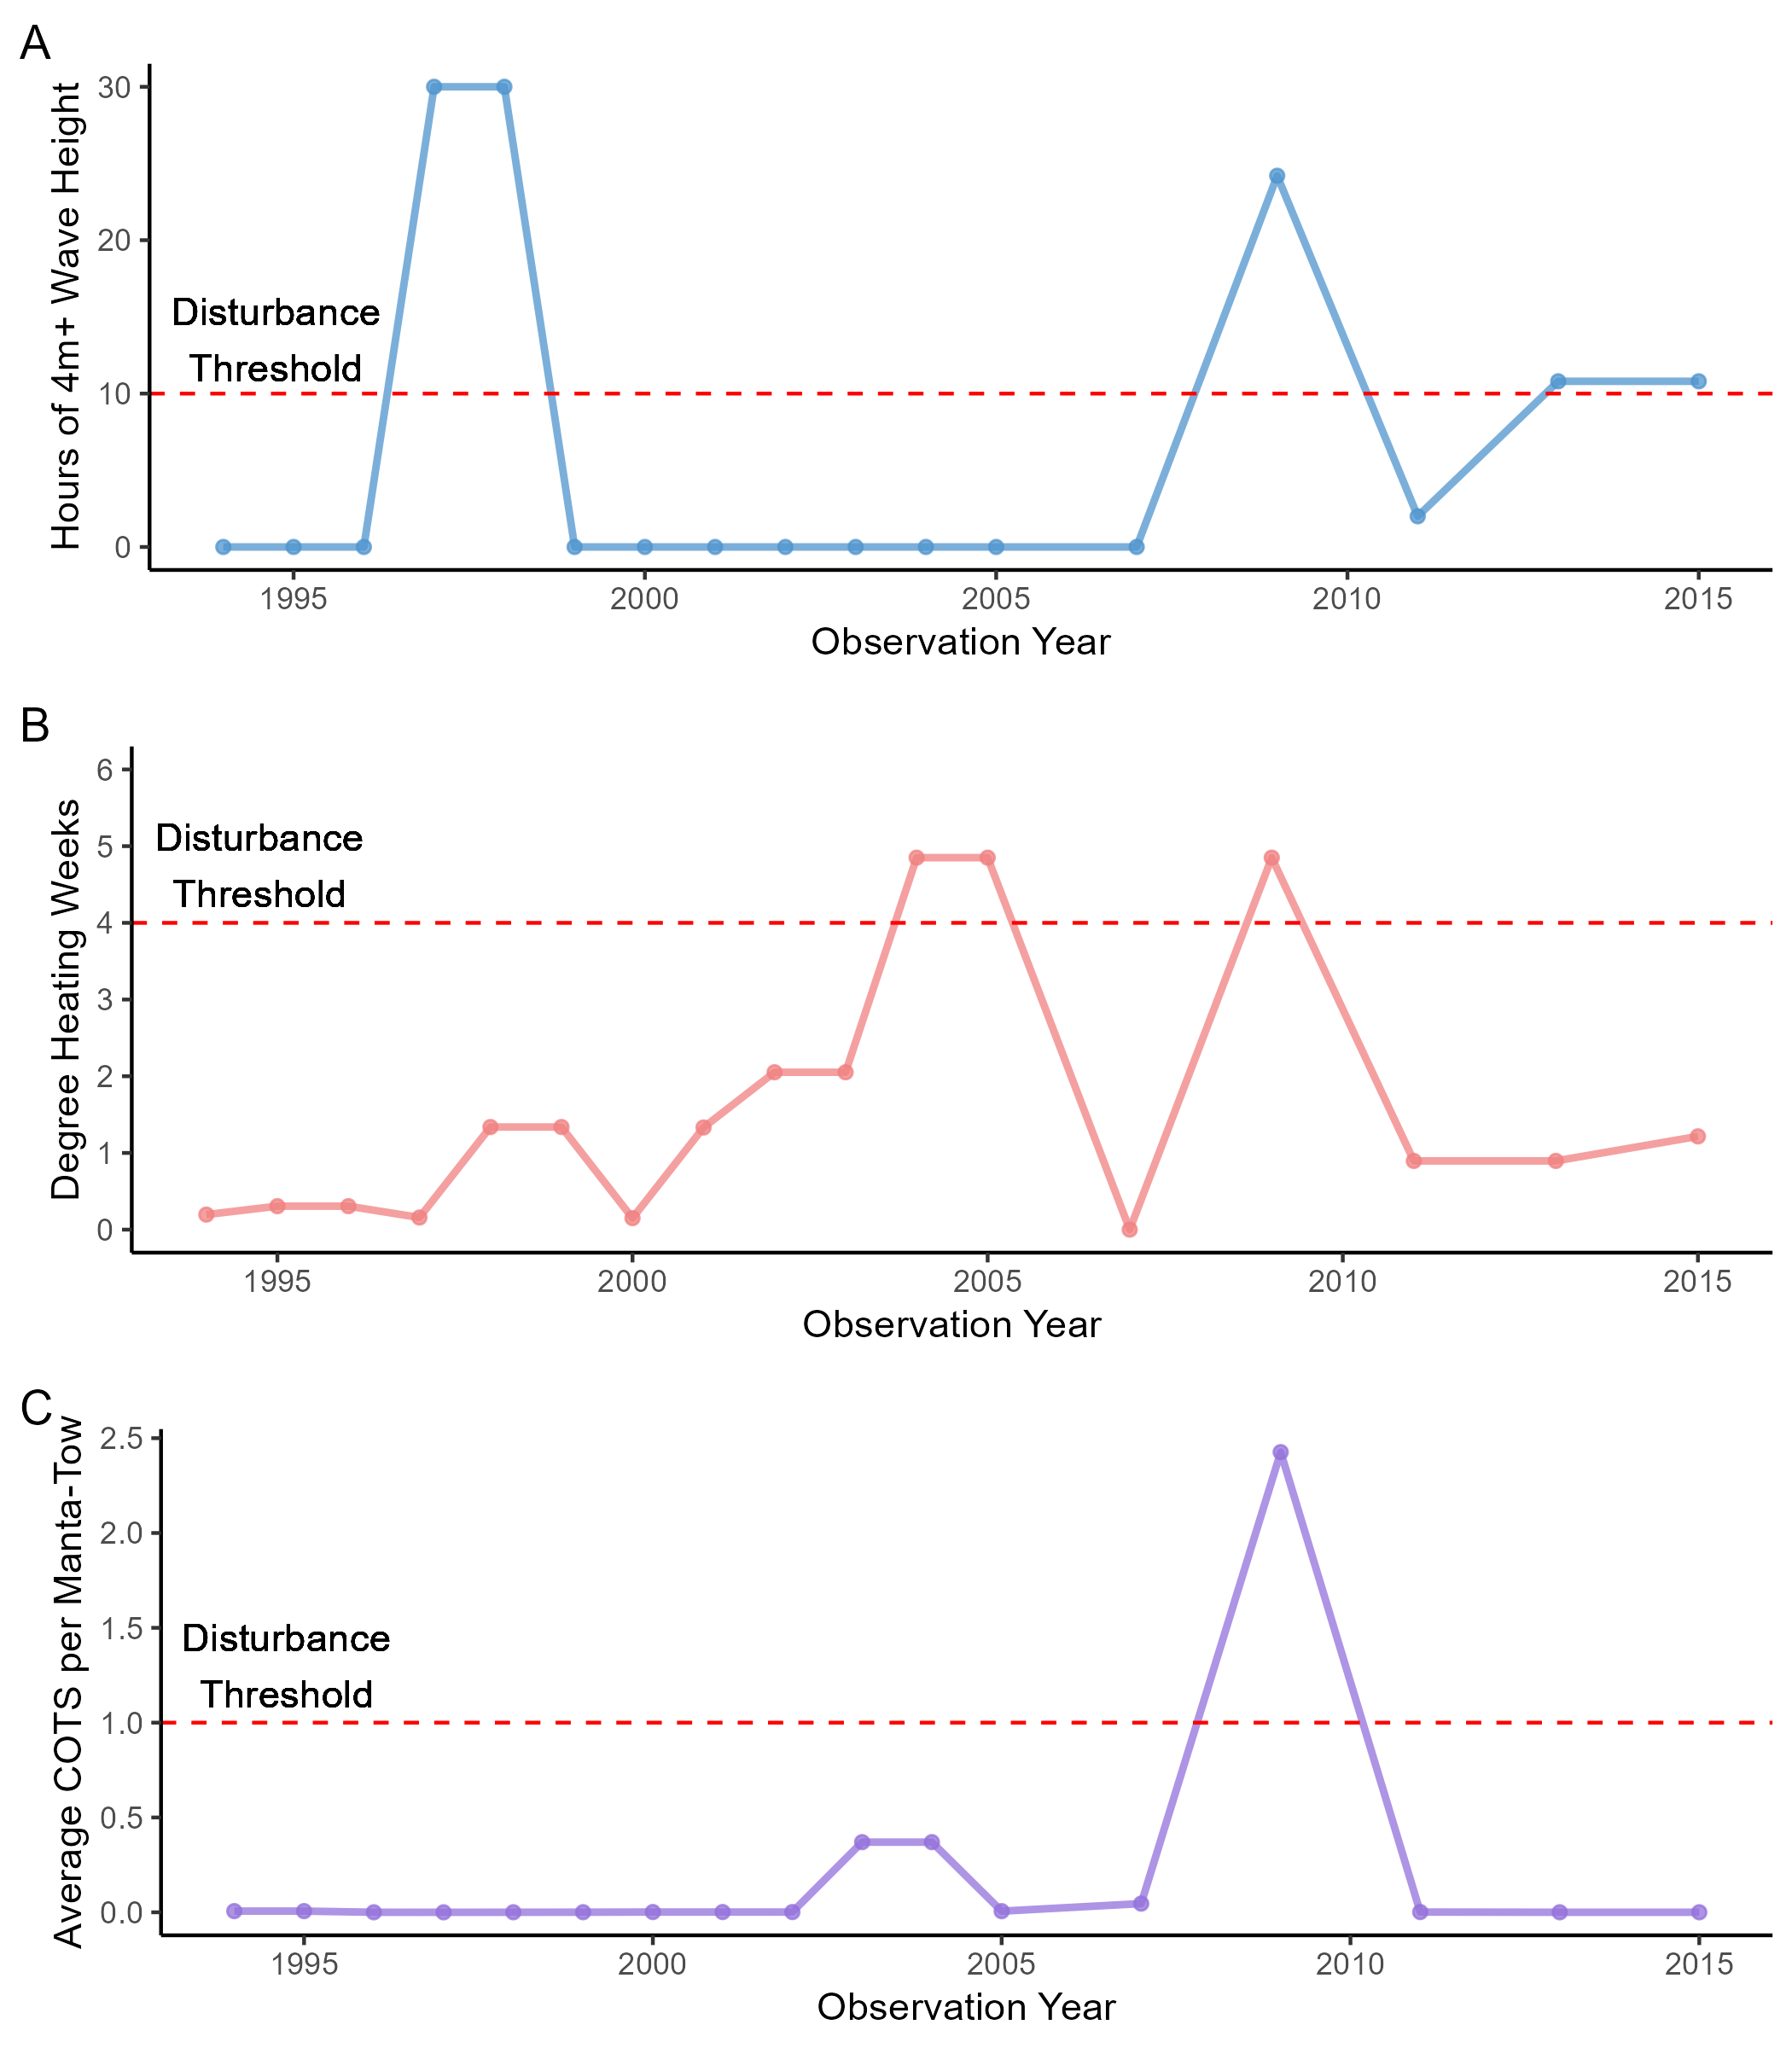 A
Hours of 4m+ Wave Height
30
20
10
0
Disturbance
Threshold
1995
2000
2005
2010
2015
Observation Year
B
Degree Heating Weeks
6
5
4
3
2
1
0
Disturbance
Threshold
1995
2000
2005
2010
2015
Observation Year
C
Average COTS per Manta-Tow
2.5
2.0
1.5
1.0
0.5
0.0
Disturbance
Threshold
1995
2000
2005
2010
2015
Observation Year